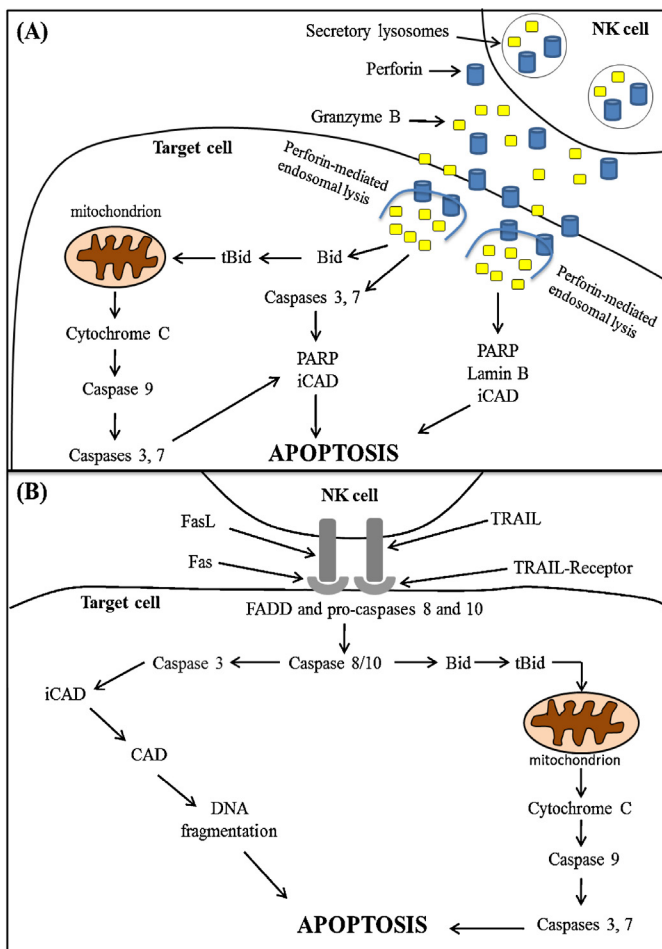 (A)
Secretory lysosomes
NK cell
Perforin
Granzyme B
Target cell
Perforin-mediated
endosomal lysis
mitochondrion
tBid
Bid
Caspases 3, 7
Perforin-mediated
endosomal lysis
Cytochrome C
PARP
iCAD
PARP
Lamin B
iCAD
Caspase 9
Caspases 3, 7
APOPTOSIS
(B)
NK cell
FasL
TRAIL
Fas
TRAIL-Receptor
Target cell
FADD and pro-caspases 8 and 10
Caspase 3
Caspase 8/10
Bid
tBid
iCAD
mitochondrion
CAD
Cytochrome C
DNA
fragmentation
Caspase 9
APOPTOSIS
Caspases 3, 7